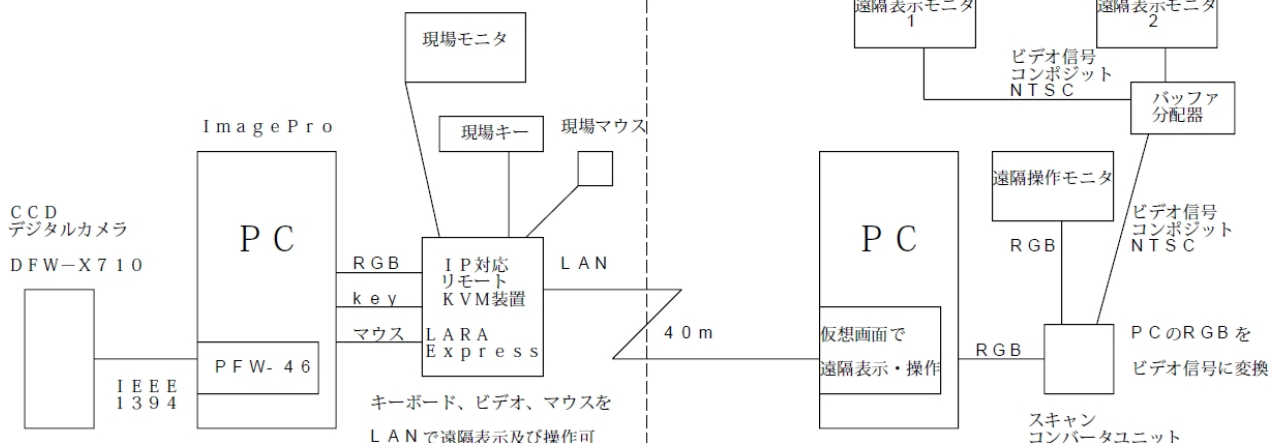 現場モニタ
遠隔表示モニタ
1
遠隔表示モニタ
2
ビデオ信号
コンポジット
NTSC
バッファ
分配器
ImagePro
現場キー
現場マウス
遠隔操作モニタ
CCD
デジタルカメラ
DFW－X710
PC
PC
RGB
key
マウス
IP対応
リモート
KVM装置
LARA
Express
LAN
40m
RGB
ビデオ信号
コンポジット
NTSC
PFW-46
IEEE
1394
仮想画面で
遠隔表示・操作
RGB
PCのRGBを
ビデオ信号に変換
キーボード、ビデオ、マウスを
LANで遠隔表示及び操作可
スキャン
コンバータユニット